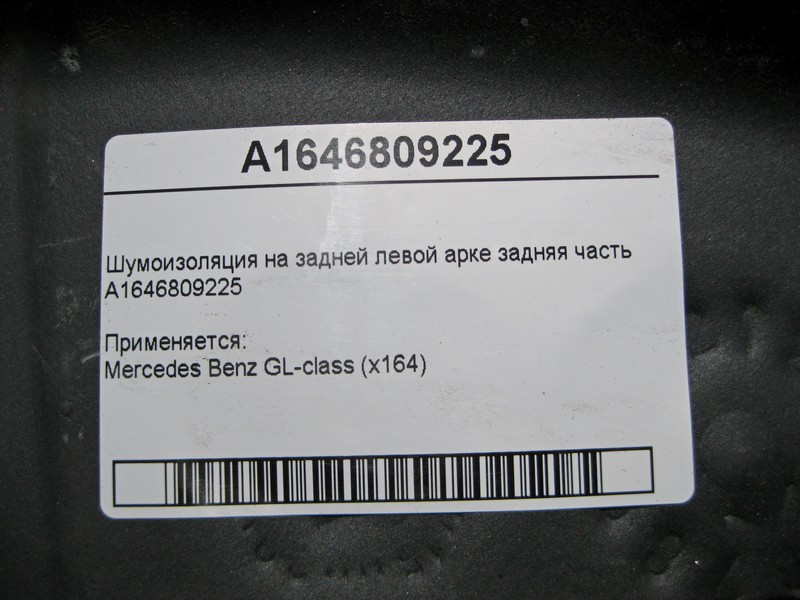 A1646809225
Шумоизоляция на задней левой арке задняя часть
A1646809225
Применяется:
Mercedes Benz GL-class (x164)